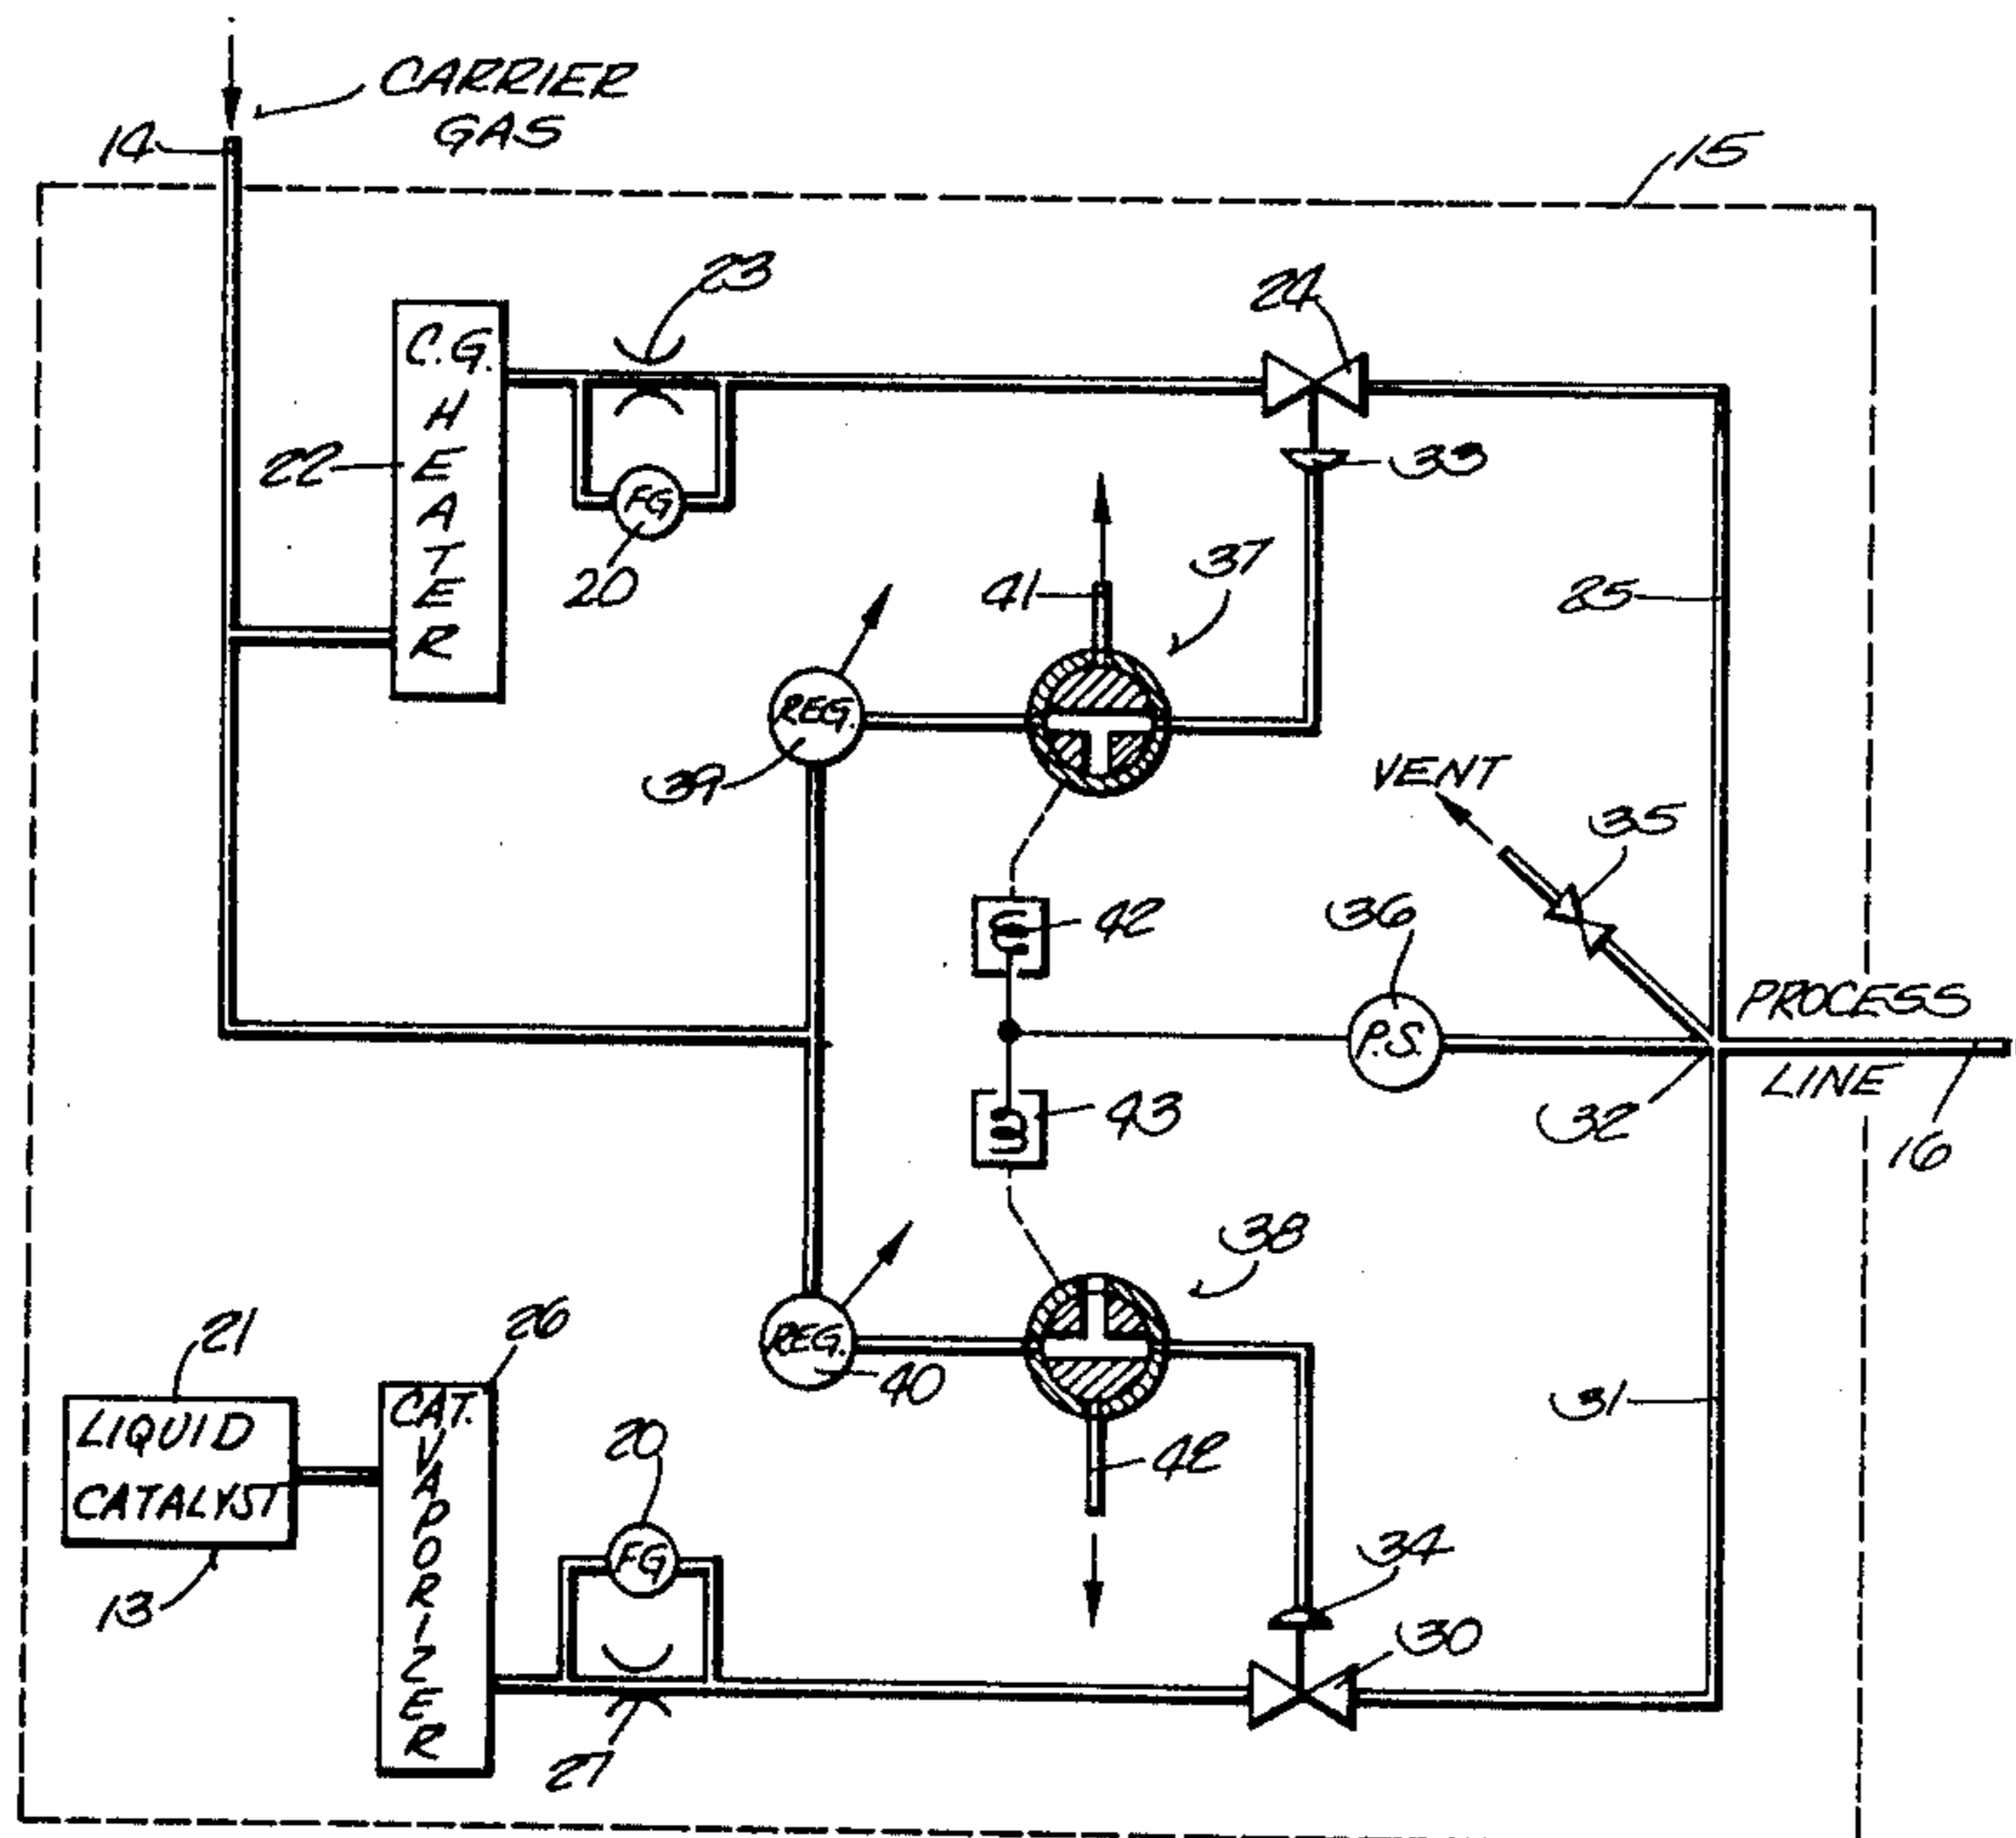 CARRIER
GAS
14
15
23
24
C.G.
HEATER
22
33
FG
20
41
37
25
REG.
39
VENT
35
42
36
P.S.
PROCESS
LINE
32
16
43
38
REG.
40
21
26
LIQUID
CATALYST
13
CAT.
VAPORIZER
20
FG
42
31
34
30
27